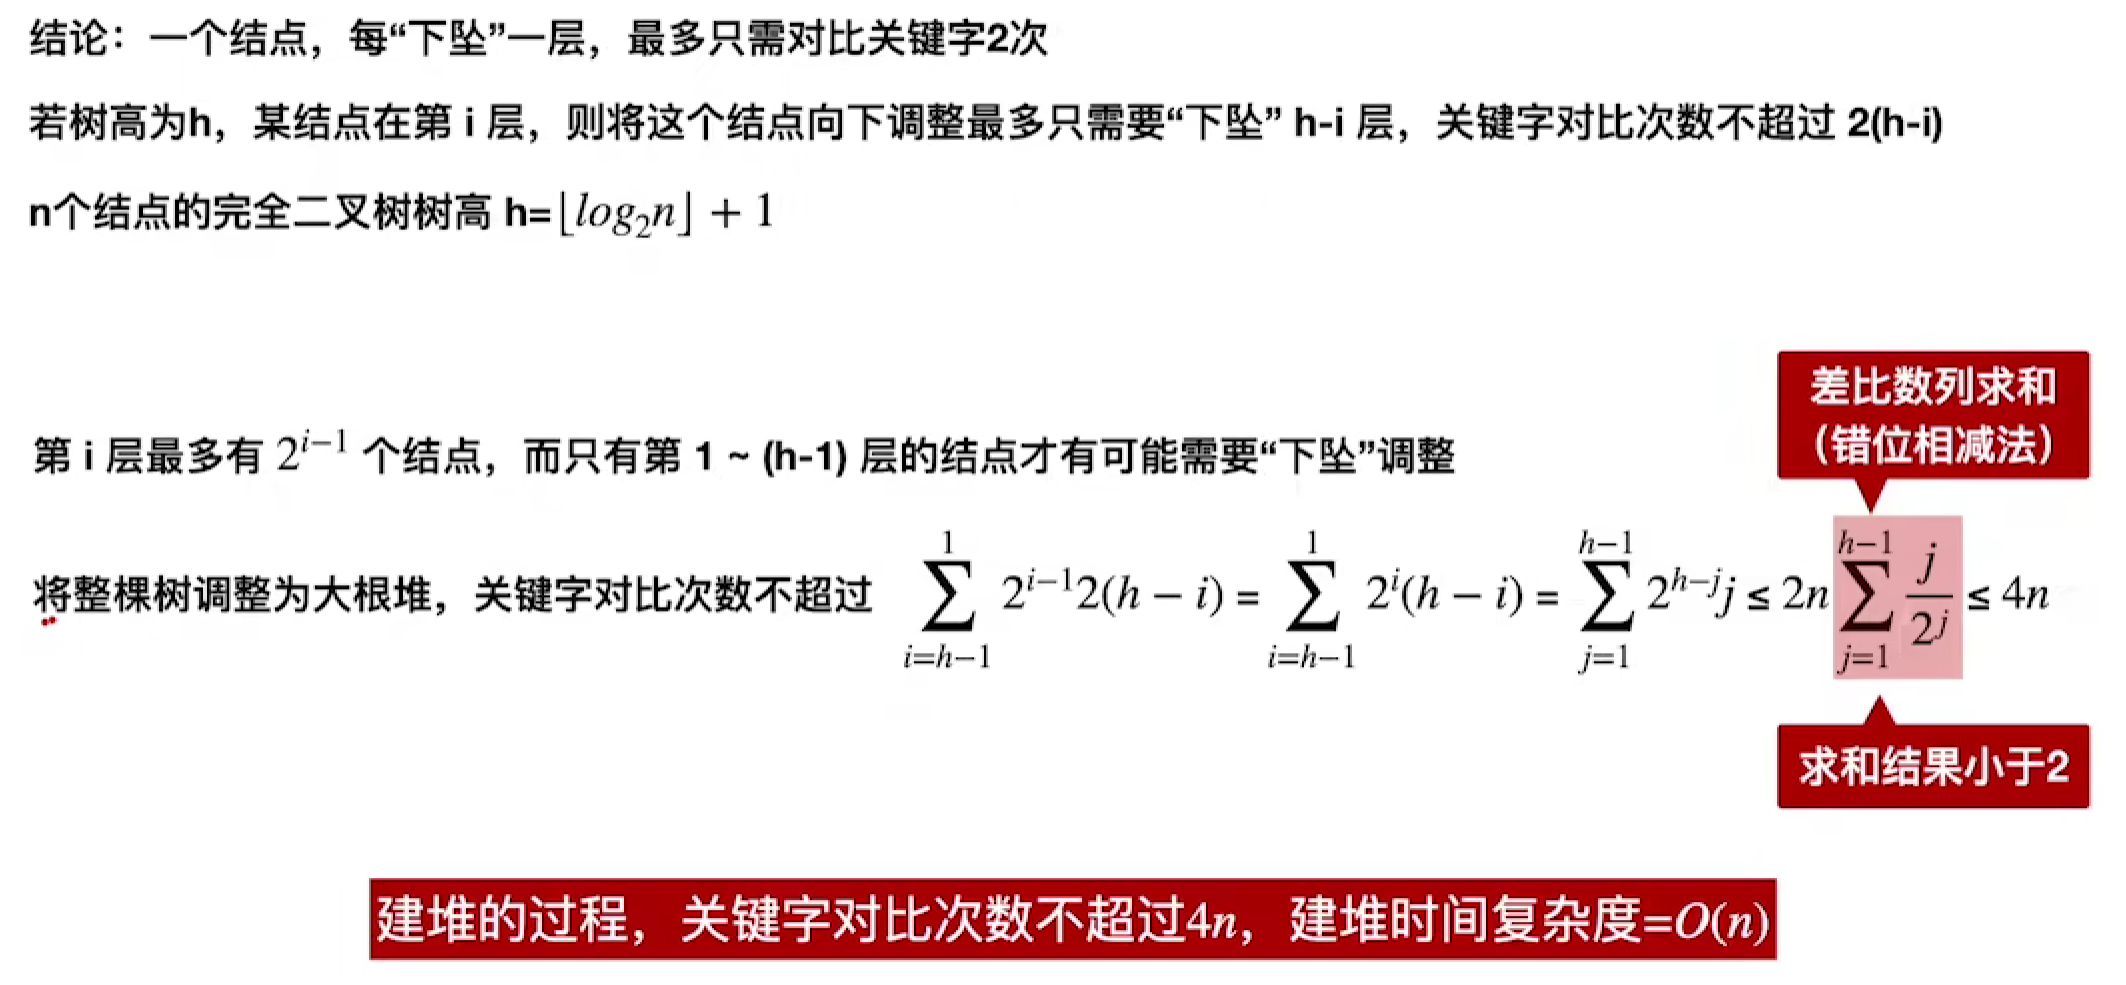 结论：一个结点，每“下坠”一层，最多只需对比关键字2次
若树高为h，某结点在第 i 层，则将这个结点向下调整最多只需要“下坠” h-i 层，关键字对比次数不超过 2(h-i)
n个结点的完全二叉树树高 h=⌊log₂n⌋ + 1
差比数列求和
（错位相减法）
第 i 层最多有 2^{i−1} 个结点，而只有第 1 ~ (h-1) 层的结点才有可能需要“下坠”调整
将整棵树调整为大根堆，关键字对比次数不超过 \sum_{i=h−1}^{1} 2^{i−1}2(h − i) = \sum_{i=h−1}^{1} 2^{i}(h − i) = \sum_{j=1}^{h−1} 2^{h−j}j ≤ 2n \sum_{j=1}^{h−1} \frac{j}{2^{j}} ≤ 4n
求和结果小于2
建堆的过程，关键字对比次数不超过4n，建堆时间复杂度=O(n)